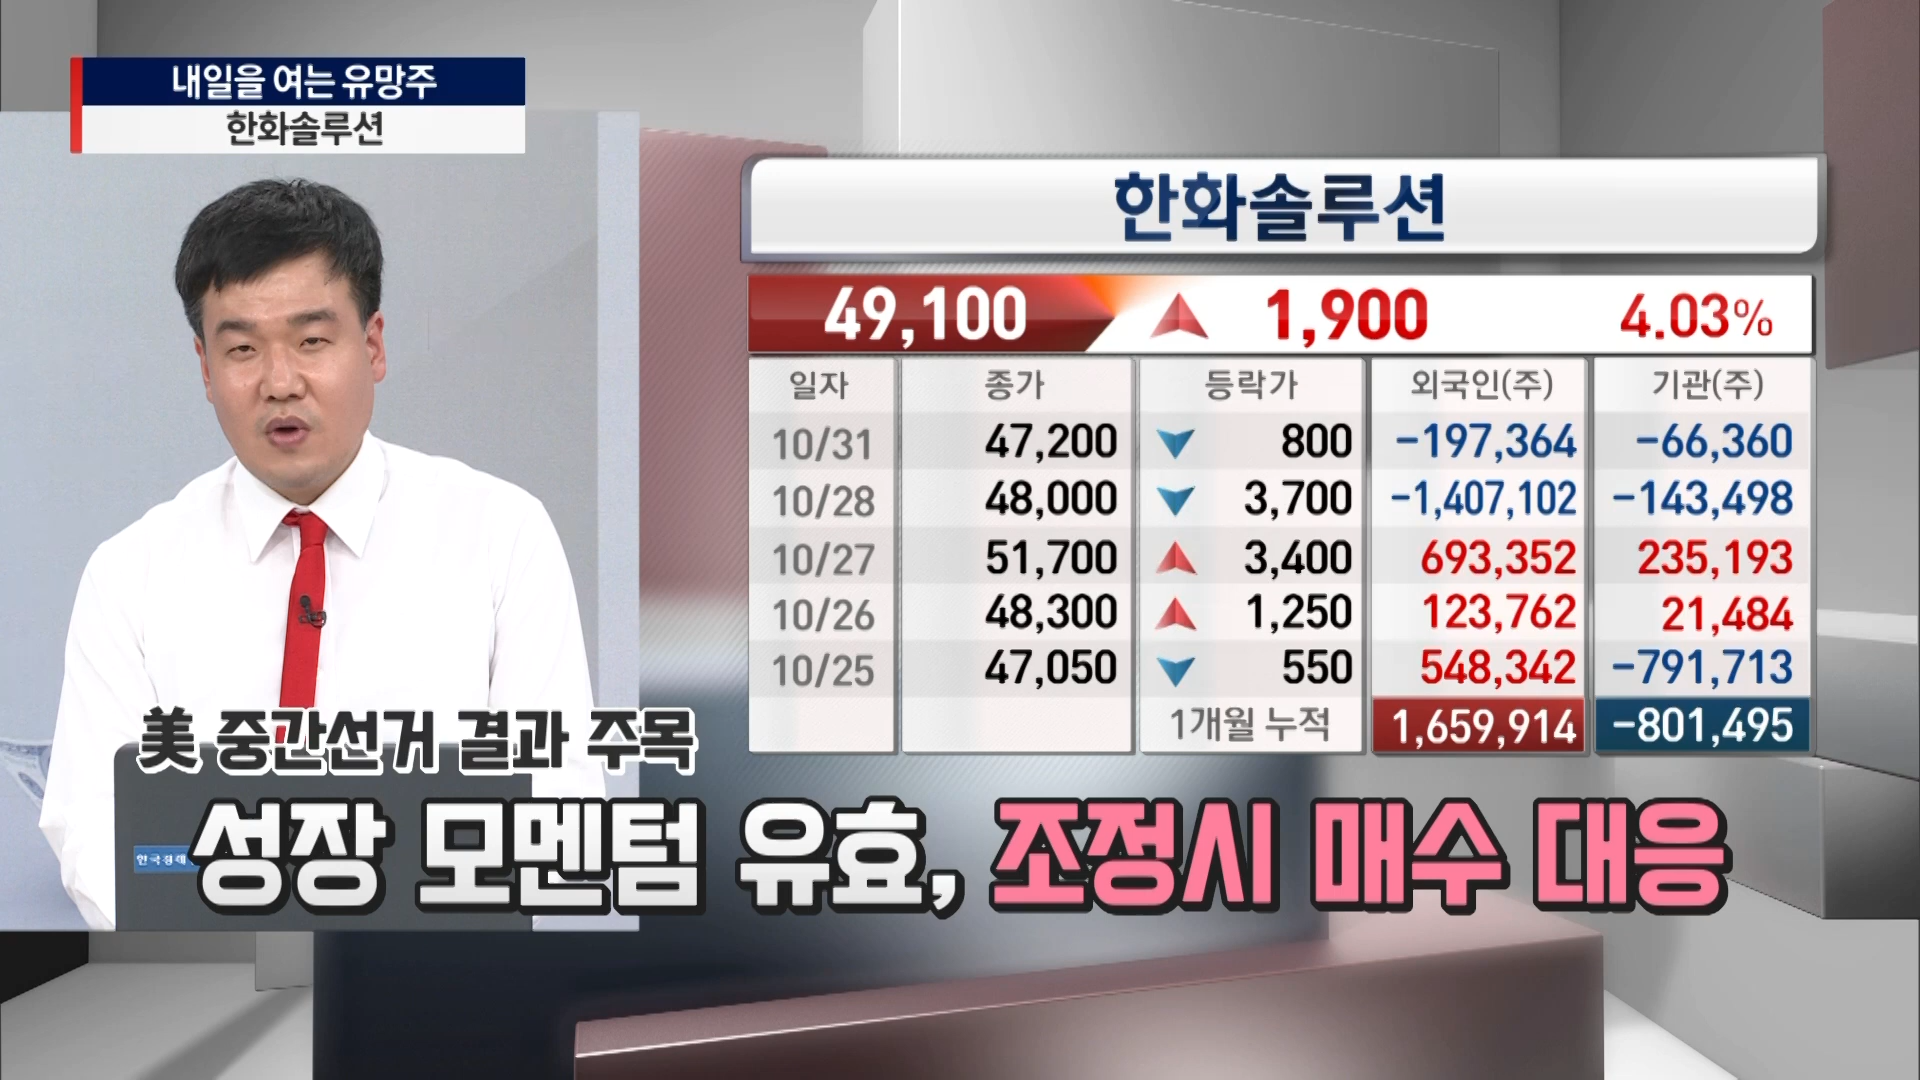 내일을 여는 유망주
한화솔루션
한화솔루션
49,100 ▲ 1,900 4.03%
일자 종가 등락가 외국인(주) 기관(주)
10/31 47,200 ▼ 800 -197,364 -66,360
10/28 48,000 ▼ 3,700 -1,407,102 -143,498
10/27 51,700 ▲ 3,400 693,352 235,193
10/26 48,300 ▲ 1,250 123,762 21,484
10/25 47,050 ▼ 550 548,342 -791,713
1개월 누적 1,659,914 -801,495
美 중간선거 결과 주목
한국경제
성장 모멘텀 유효, 조정시 매수 대응